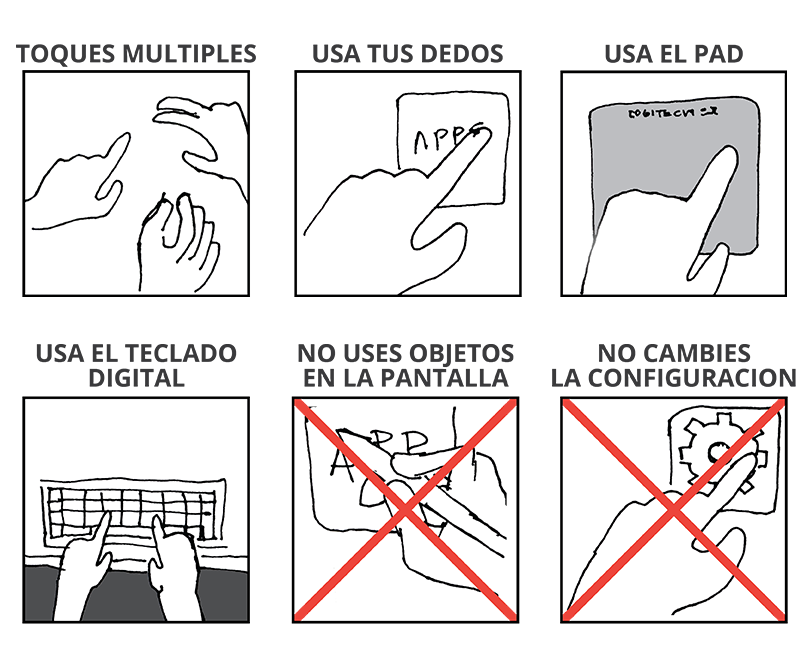 TOQUES MULTIPLES
USA TUS DEDOS
USA EL PAD
APPS
USA EL TECLADO
DIGITAL
NO USES OBJETOS
EN LA PANTALLA
NO CAMBIES
LA CONFIGURACION
APP